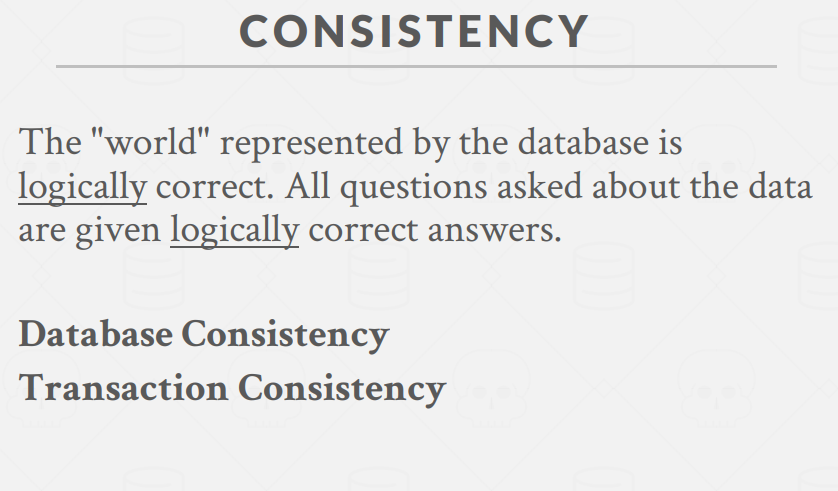 CONSISTENCY
The "world" represented by the database is
logically correct. All questions asked about the data
are given logically correct answers.
Database Consistency
Transaction Consistency